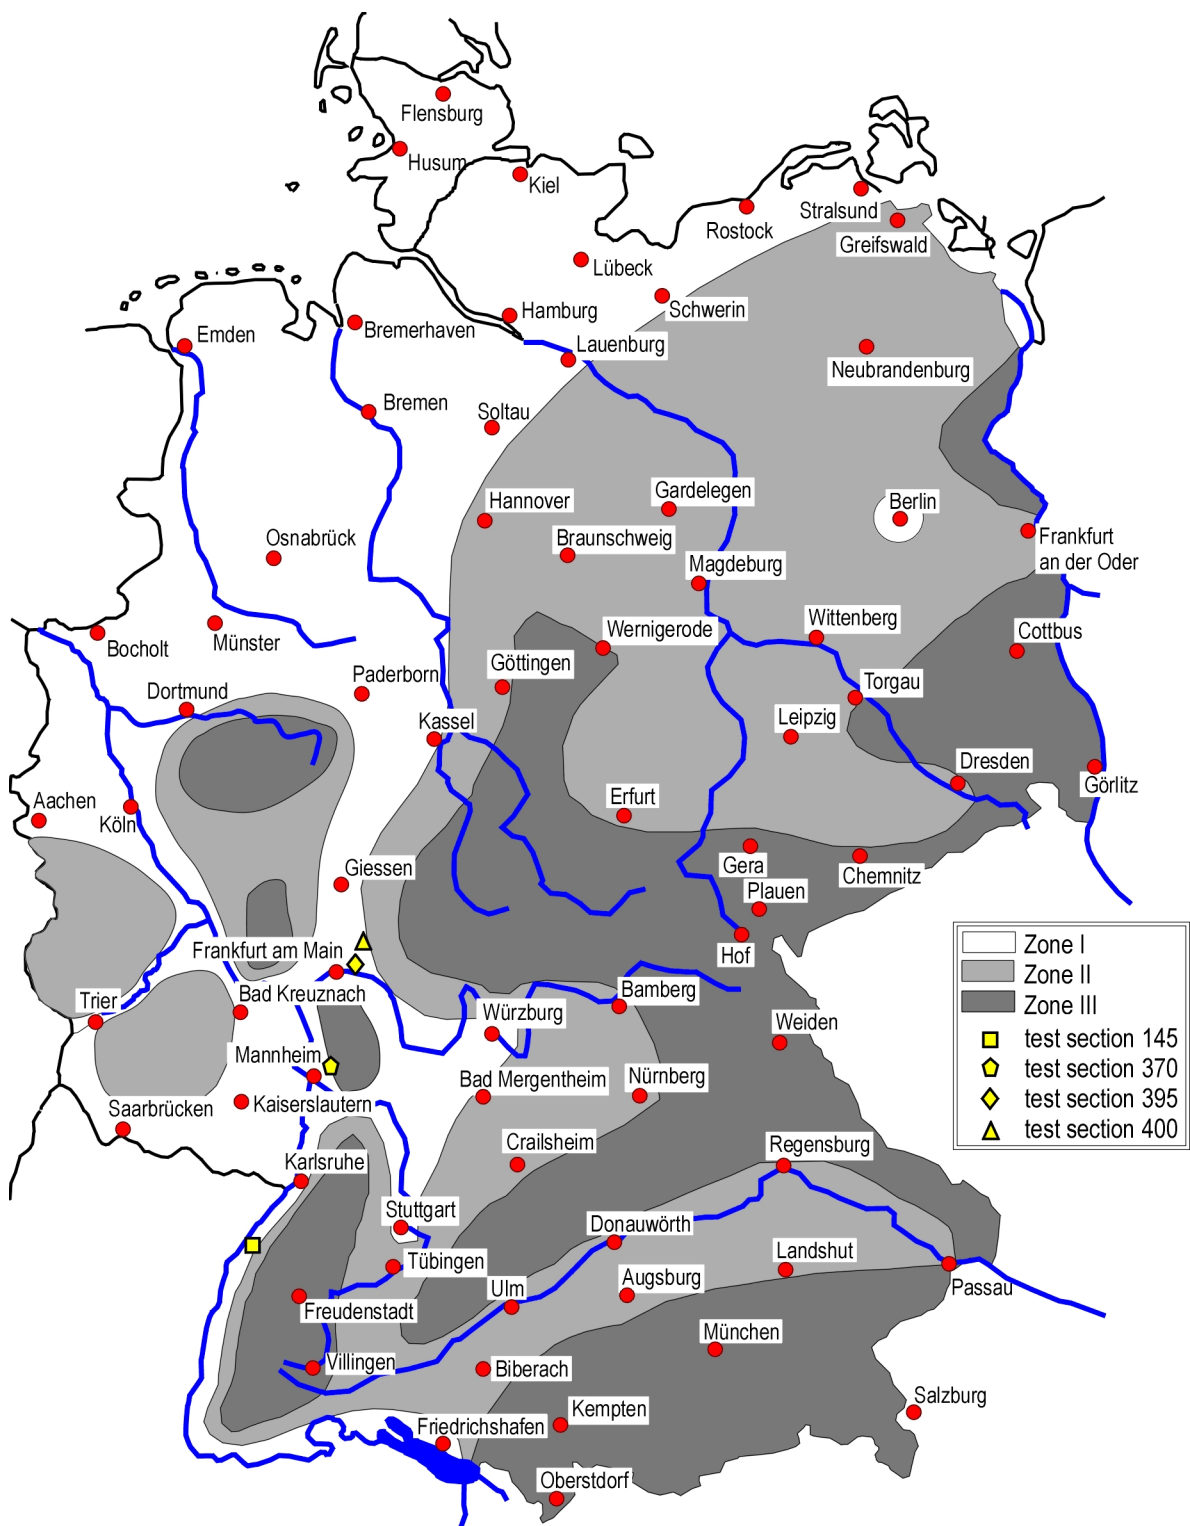 Flensburg
Husum
Kiel
Stralsund
Rostock
Greifswald
Lübeck
Schwerin
Hamburg
Bremerhaven
Emden
Lauenburg
Neubrandenburg
Bremen
Soltau
Gardelegen
Hannover
Berlin
Braunschweig
Osnabrück
Frankfurt
an der Oder
Magdeburg
Wittenberg
Wernigerode
Cottbus
Münster
Bocholt
Göttingen
Paderborn
Torgau
Dortmund
Leipzig
Kassel
Dresden
Görlitz
Erfurt
Aachen
Köln
Gera
Giessen
Chemnitz
Plauen
Frankfurt am Main
Hof
Zone I
Zone II
Zone III
test section 145
test section 370
test section 395
test section 400
Bamberg
Bad Kreuznach
Trier
Würzburg
Weiden
Mannheim
Nürnberg
Bad Mergentheim
Kaiserslautern
Saarbrücken
Crailsheim
Regensburg
Karlsruhe
Stuttgart
Donauwörth
Landshut
Tübingen
Augsburg
Passau
Ulm
Freudenstadt
München
Villingen
Biberach
Salzburg
Kempten
Friedrichshafen
Oberstdorf